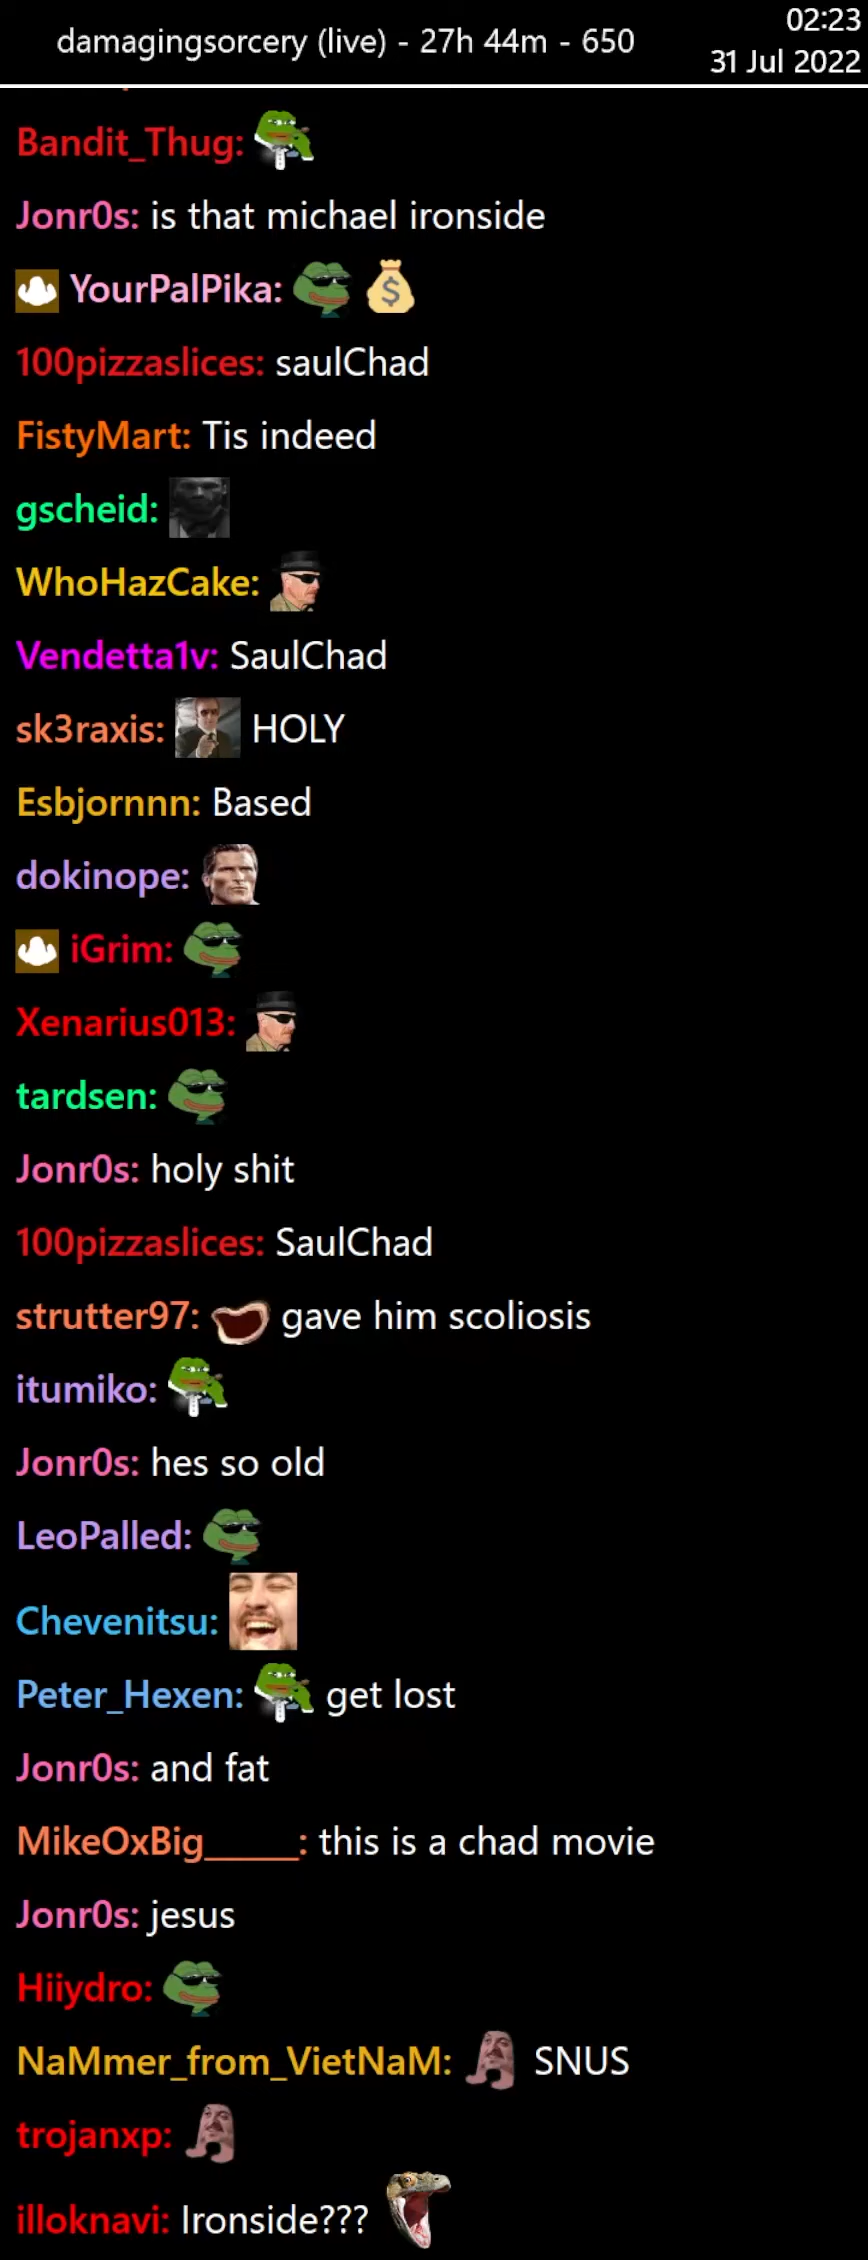 damagingsorcery (live) - 27h 44m - 650
02:23
31 Jul 2022
Bandit_Thug:
Jonr0s: is that michael ironside
YourPalPika: $
100pizzaslices: saulChad
FistyMart: Tis indeed
gscheid:
WhoHazCake:
Vendetta1v: SaulChad
sk3raxis: HOLY
Esbjornnn: Based
dokinope:
iGrim:
Xenarius013:
tardsen:
Jonr0s: holy shit
100pizzaslices: SaulChad
strutter97: gave him scoliosis
itumiko:
Jonr0s: hes so old
LeoPalled:
Chevenitsu:
Peter_Hexen: get lost
Jonr0s: and fat
MikeOxBig_____: this is a chad movie
Jonr0s: jesus
Hiiydro:
NaMmer_from_VietNaM: SNUS
trojanxp:
illoknavi: Ironside???